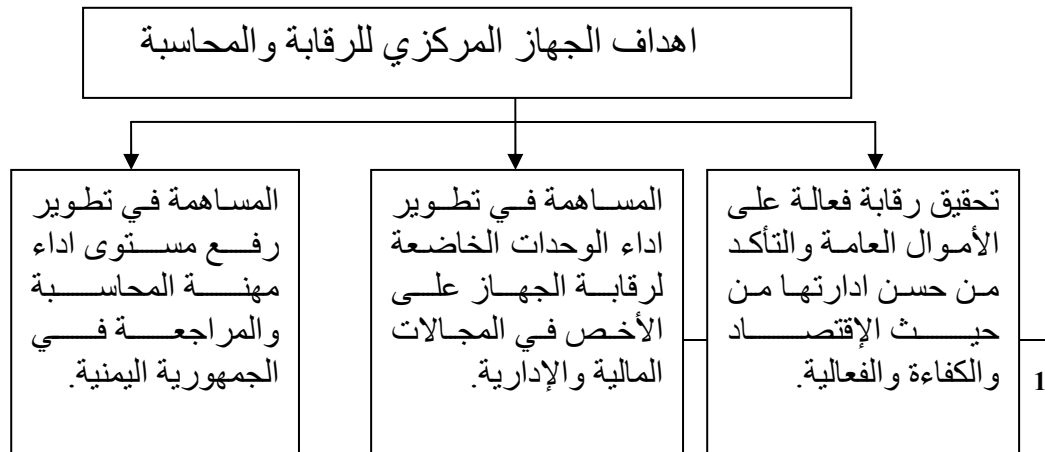 اهداف الجهاز المركزي للرقابة والمحاسبة
تحقيق رقابة فعالة على
الأموال العامة والتأكد
من حسن ادارتها من
حيث الإقتصاد
والكفاءة والفعالية.
المساهمة في تطوير
اداء الوحدات الخاضعة
لرقابة الجهاز على
الأخص في المجالات
المالية والإدارية.
المساهمة في تطوير
رفع مستوى اداء
مهنة المحاسبة
والمراجعة في
الجمهورية اليمنية.
1